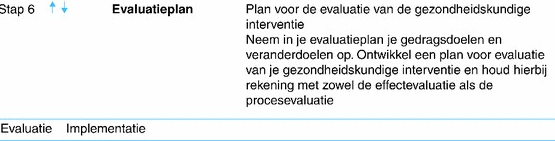 Stap 6 Evaluatieplan Plan voor de evaluatie van de gezondheidskundige
interventie
Neem in je evaluatieplan je gedragsdoelen en
veranderdoelen op. Ontwikkel een plan voor evaluatie
van je gezondheidskundige interventie en houd hierbij
rekening met zowel de effectevaluatie als de
procesevaluatie
Evaluatie Implementatie